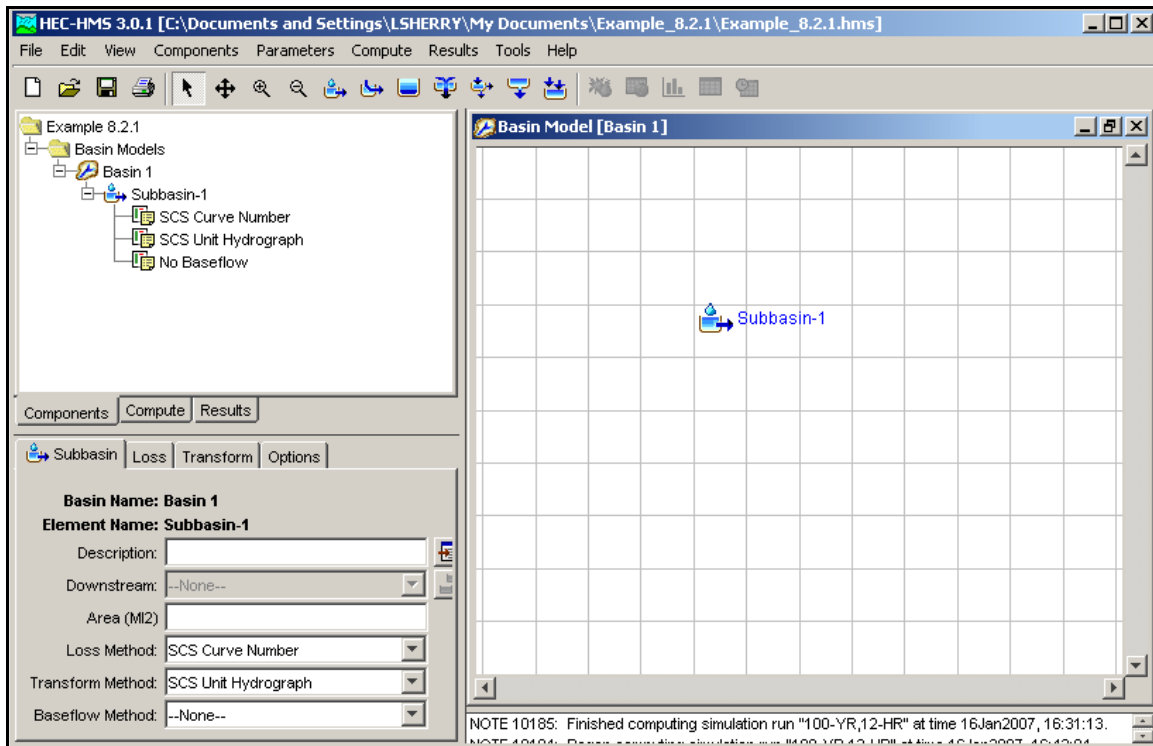 HEC-HMS 3.0.1 [C:\Documents and Settings\LSHERRY\My Documents\Example_8.2.1\Example_8.2.1.hms]
File Edit View Components Parameters Compute Results Tools Help
Example 8.2.1
Basin Models
Basin 1
Subbasin-1
SCS Curve Number
SCS Unit Hydrograph
No Baseflow
Components Compute Results
Subbasin Loss Transform Options
Basin Name: Basin 1
Element Name: Subbasin-1
Description:
Downstream: --None--
Area (MI2)
Loss Method: SCS Curve Number
Transform Method: SCS Unit Hydrograph
Baseflow Method: --None--
Basin Model [Basin 1]
Subbasin-1
NOTE 10185: Finished computing simulation run "100-YR,12-HR" at time 16Jan2007, 16:31:13.